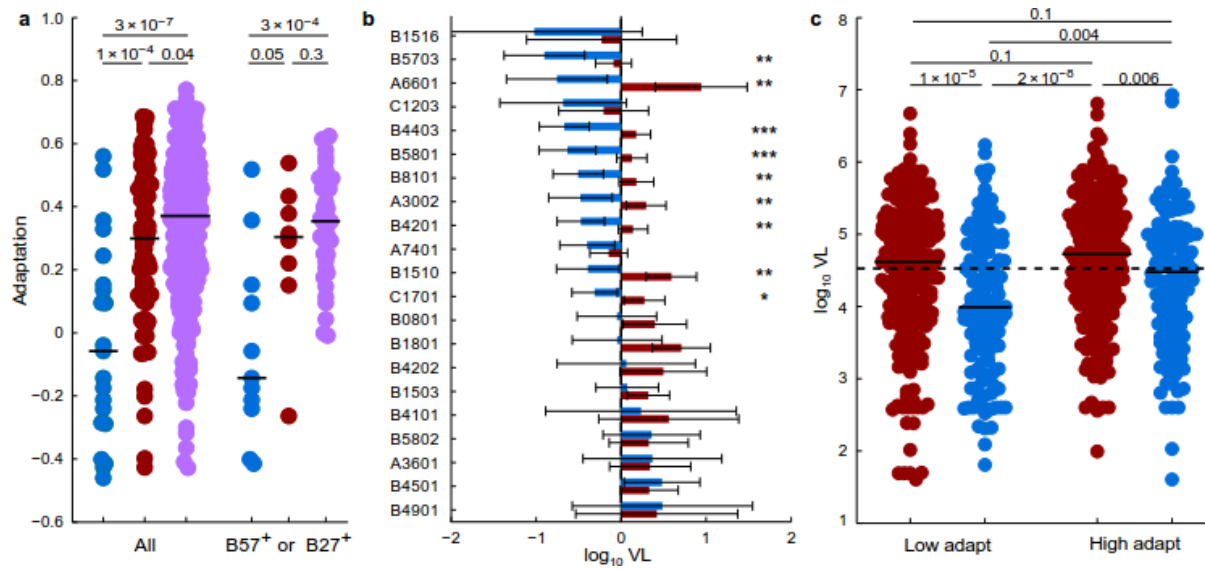 a
3 × 10⁻⁷
3 × 10⁻⁴
1 × 10⁻⁴
0.04
0.05
0.3
1.0
0.8
0.6
0.4
0.2
0
−0.2
−0.4
−0.6
Adaptation
All
B57⁺ or B27⁺
b
B1516
B5703
**
A6601
**
C1203
B4403
***
B5801
***
B8101
**
A3002
**
B4201
**
A7401
B1510
**
C1701
*
B0801
B1801
B4202
B1503
B4101
B5802
A3601
B4501
B4901
−2
−1
0
1
2
log₁₀ VL
c
0.1
0.004
0.1
1 × 10⁻⁵
2 × 10⁻⁸
0.006
8
7
6
5
4
3
2
1
log₁₀ VL
Low adapt
High adapt